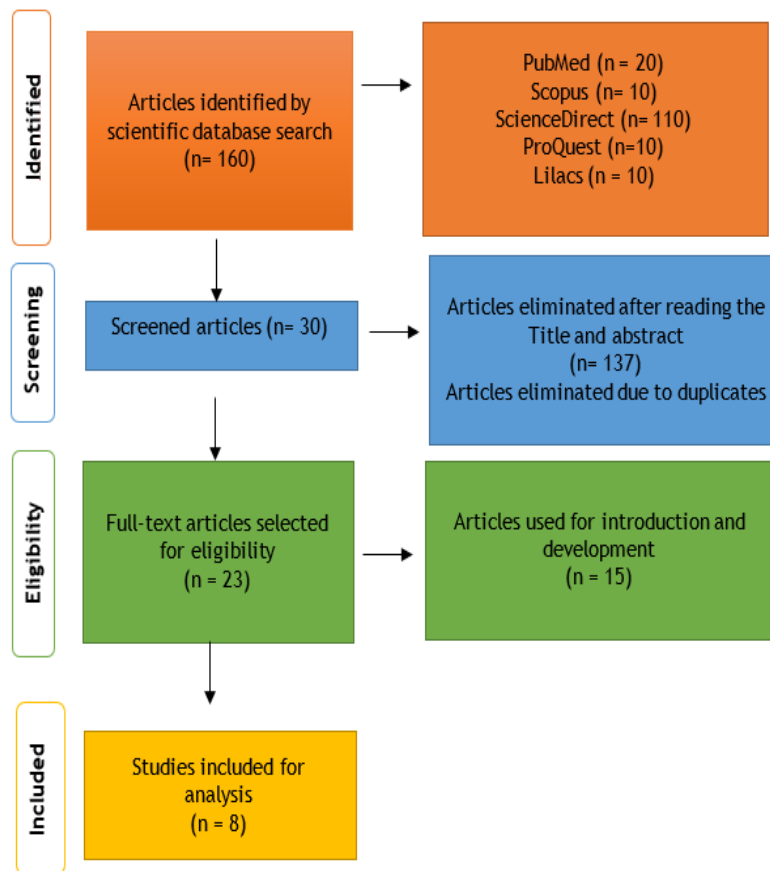 Identified
Articles identified by
scientific database search
(n= 160)
PubMed (n = 20)
Scopus (n= 10)
ScienceDirect (n= 110)
ProQuest (n=10)
Lilacs (n = 10)
Screening
Screened articles (n= 30)
Articles eliminated after reading the
Title and abstract
(n= 137)
Articles eliminated due to duplicates
Eligibility
Full-text articles selected
for eligibility
(n = 23)
Articles used for introduction and
development
(n = 15)
Included
Studies included for
analysis
(n = 8)